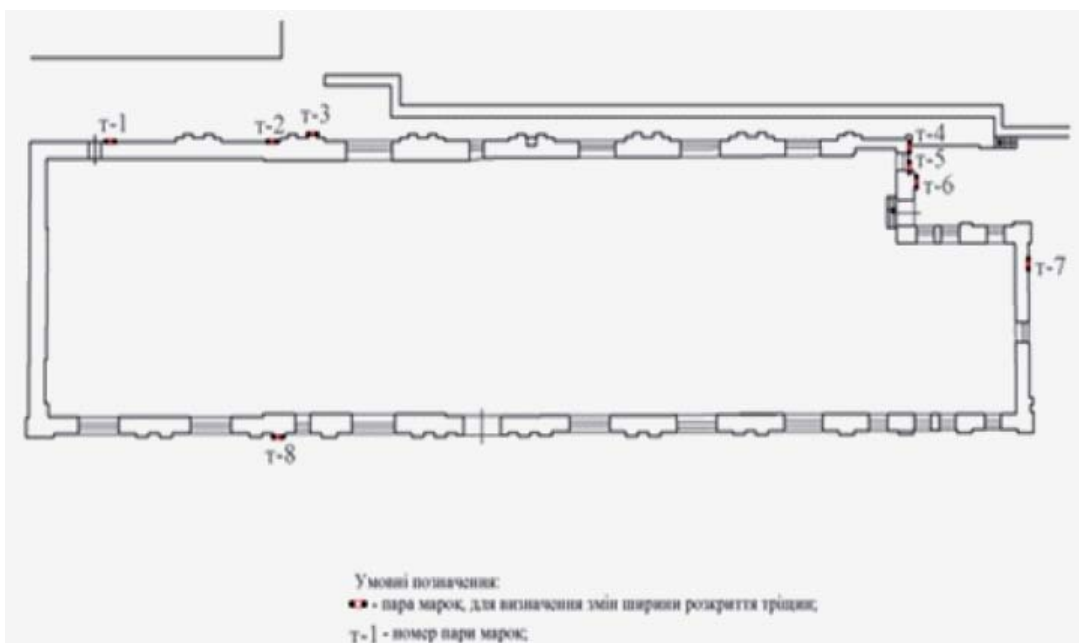 т-1
т-2
т-3
т-4
т-5
т-6
т-7
т-8
Умовні позначення:
- пара марок, для визначення змін ширини розкриття тріщин;
т-1 - номер пари марок;